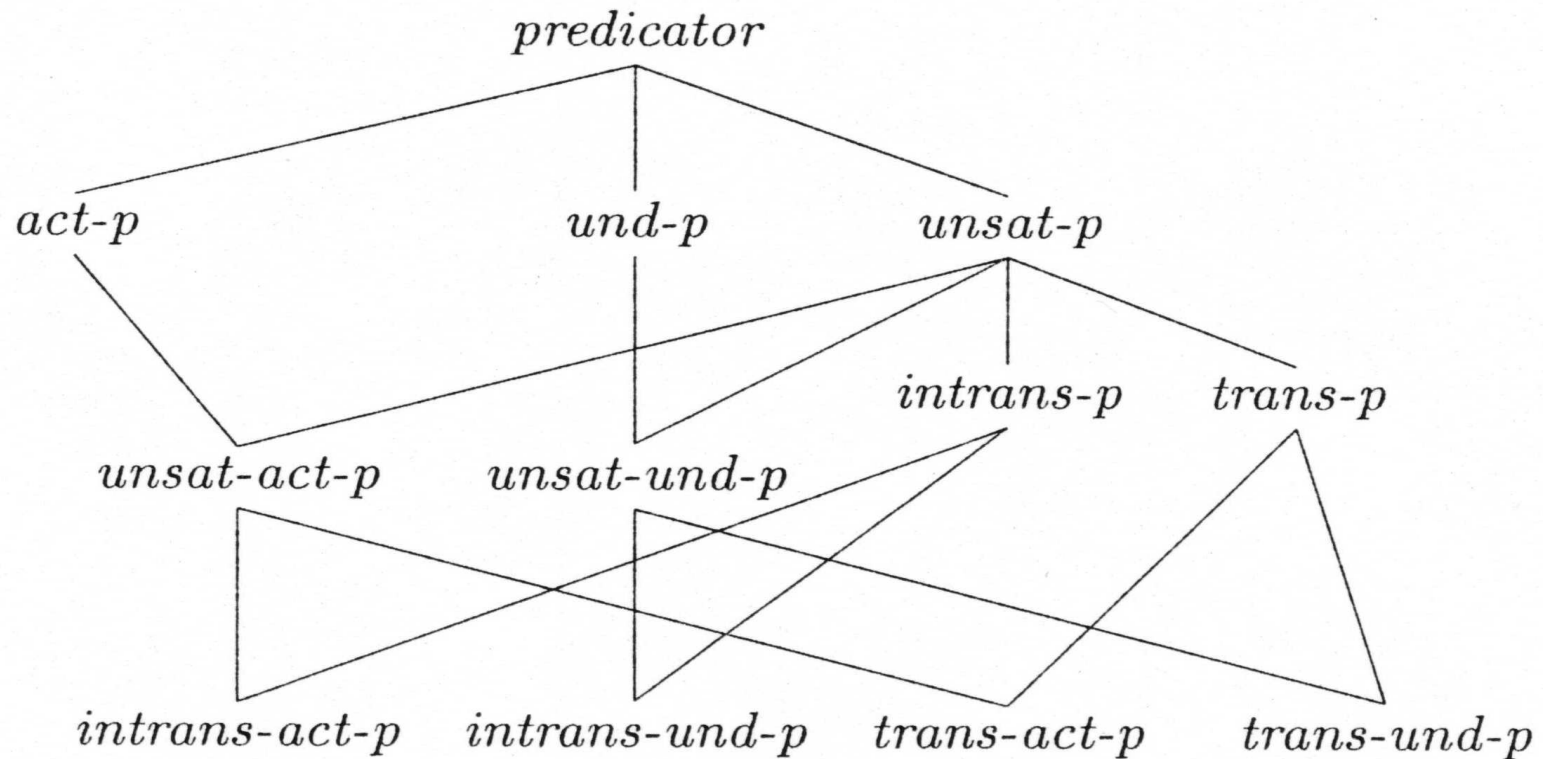 predicator
act-p und-p unsat-p
intrans-p trans-p
unsat-act-p unsat-und-p
intrans-act-p intrans-und-p trans-act-p trans-und-p